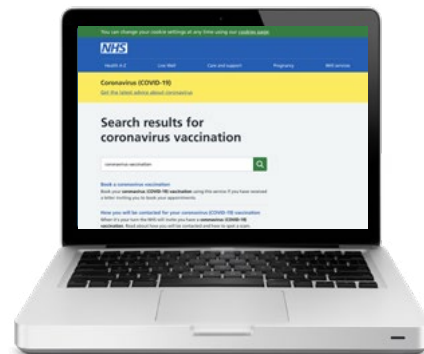 You can change your cookie settings at any time using our cookies page.
NHS
Health A-Z Live Well Care and support Pregnancy NHS services
Coronavirus (COVID-19)
Get the latest advice about coronavirus
Search results for
coronavirus vaccination
coronavirus vaccination
Book a coronavirus vaccination
Book your coronavirus (COVID-19) vaccination using this service if you have received
a letter inviting you to book your appointments.
How you will be contacted for your coronavirus (COVID-19) vaccination
When it's your turn the NHS will invite you have a coronavirus (COVID-19)
vaccination. Read about how you will be contacted and how to spot a scam.